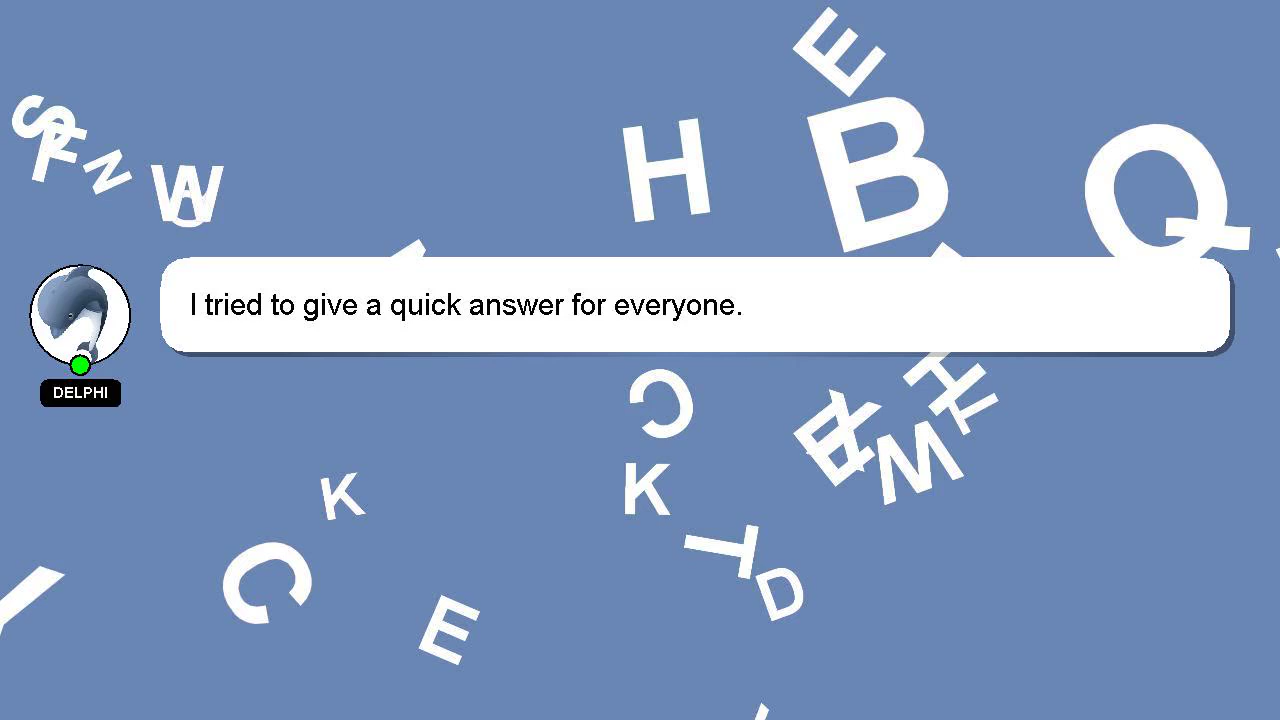 E
H
B
Q
S
F
N
W
I tried to give a quick answer for everyone.
DELPHI
C
H
E
M
K
K
T
D
C
E